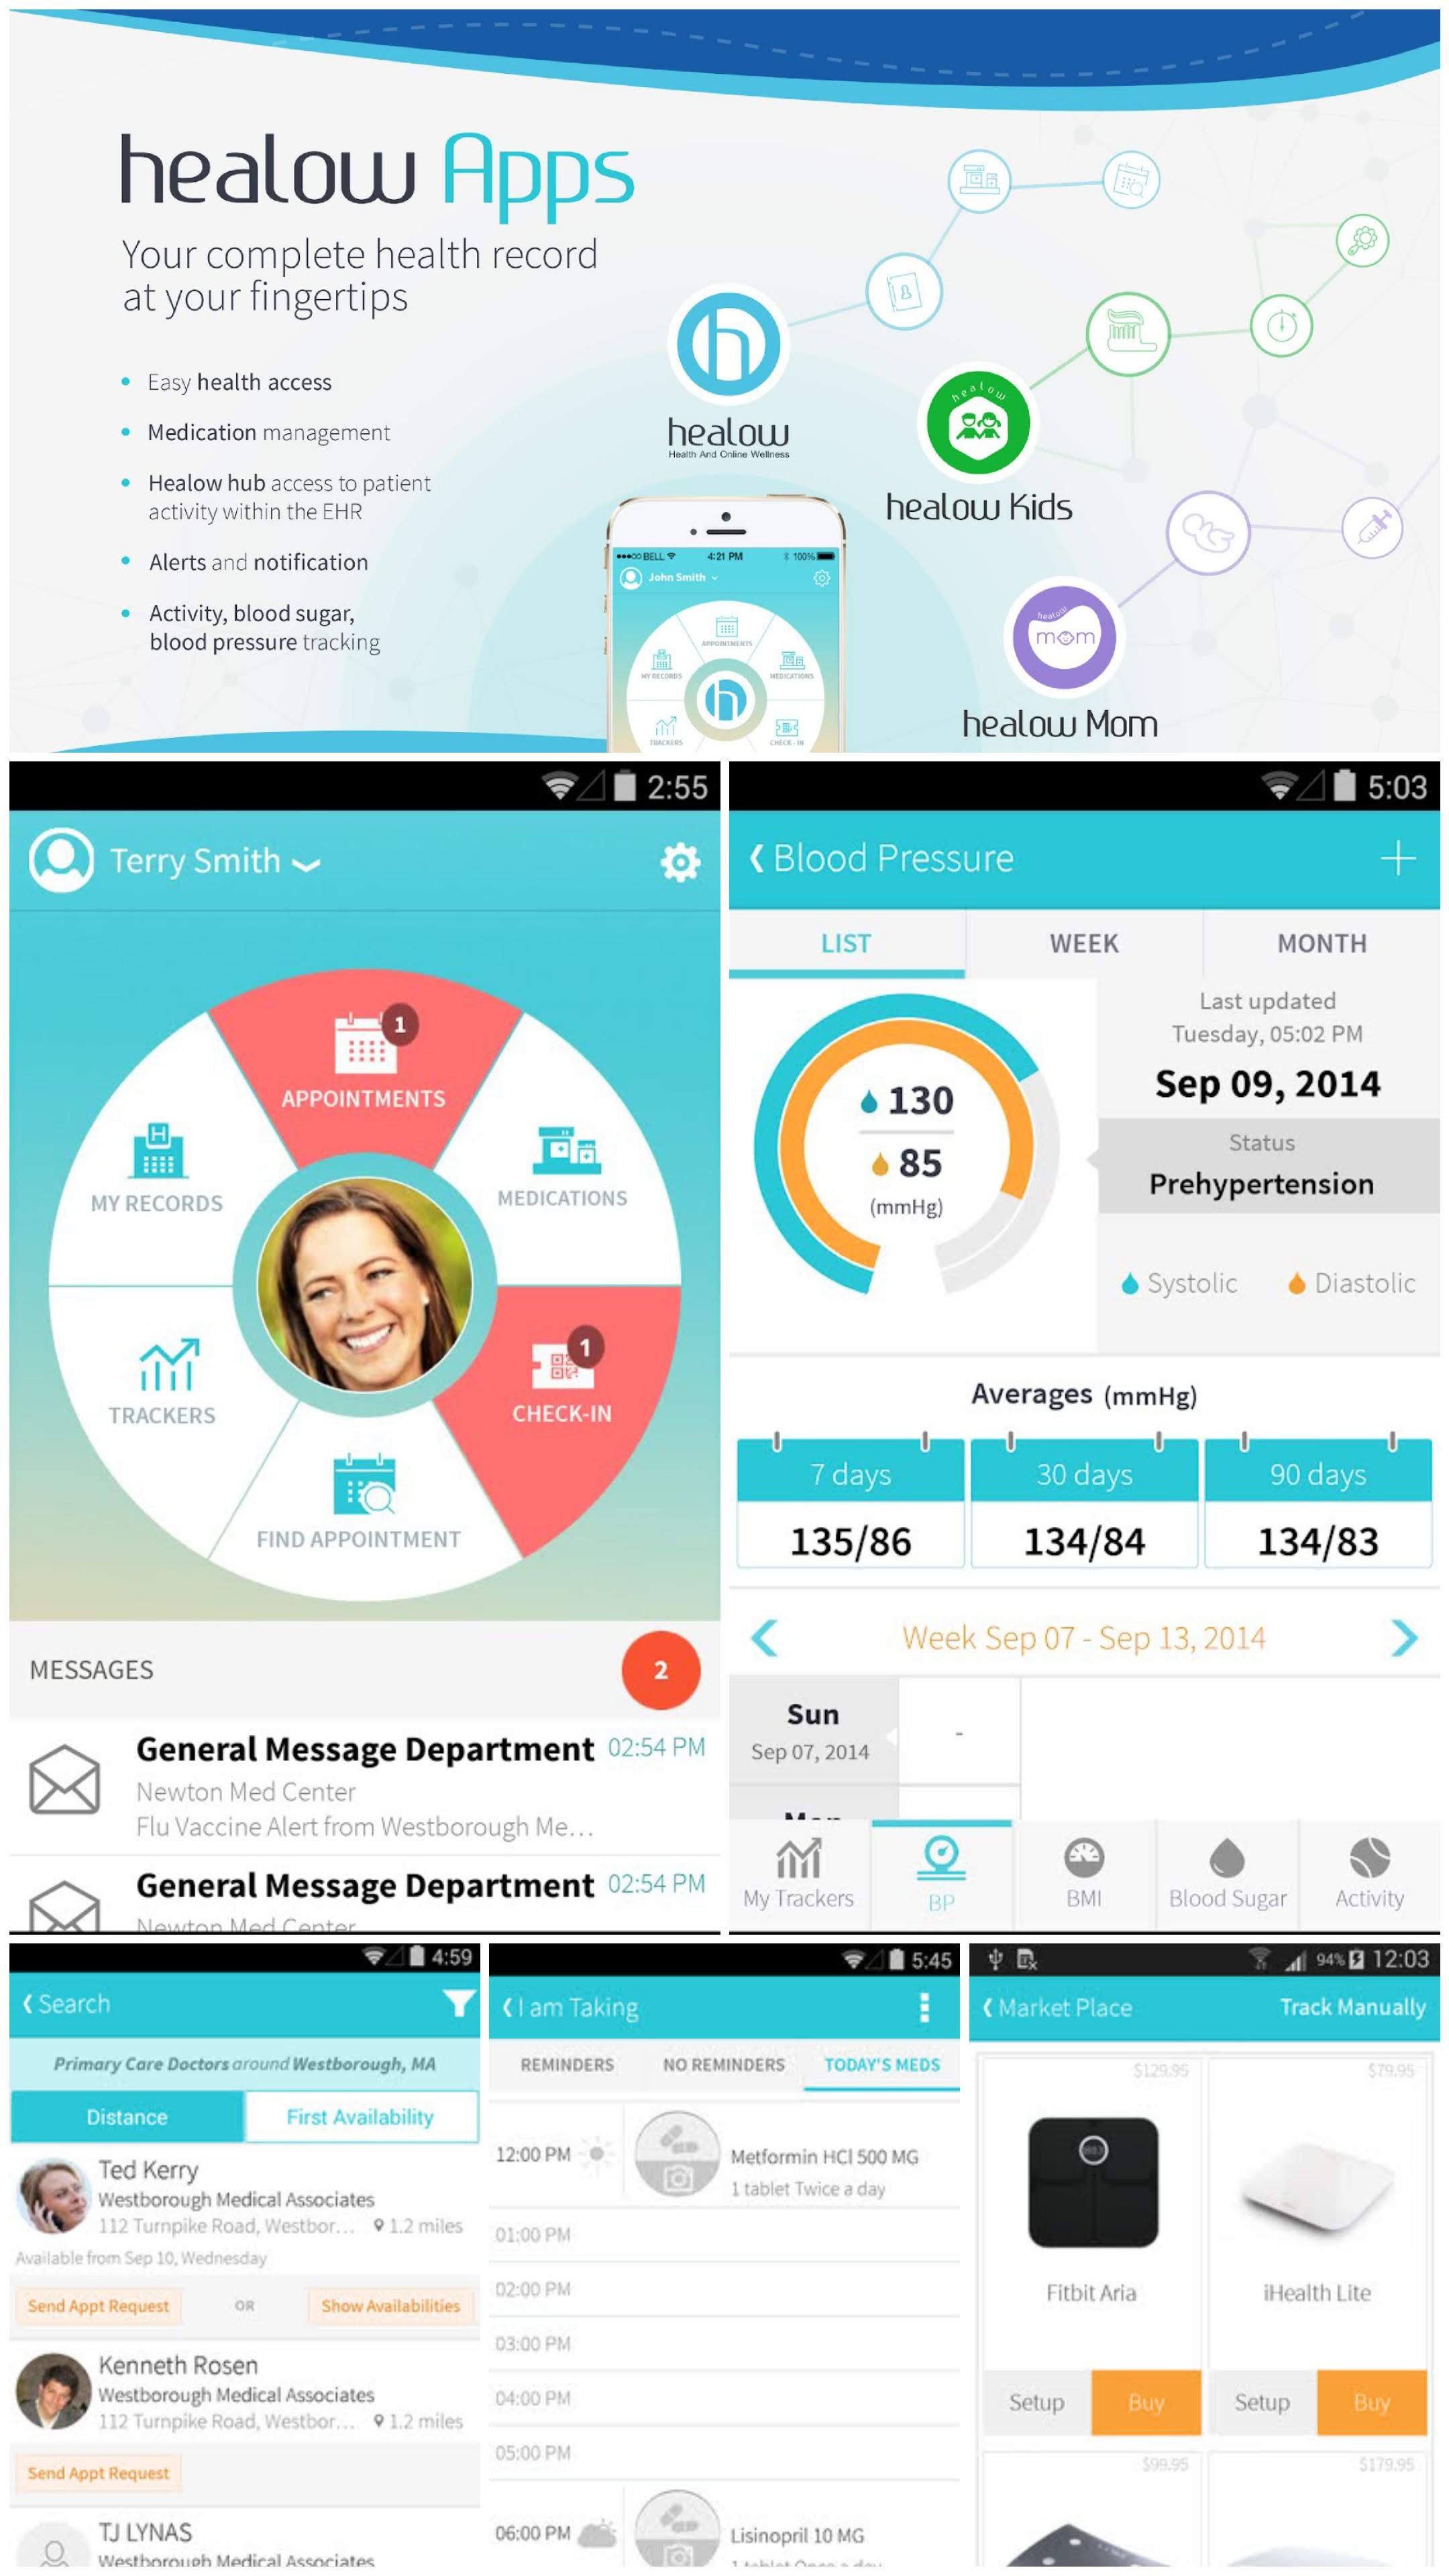 healow Apps
Your complete health record
at your fingertips
• Easy health access
• Medication management
• Healow hub access to patient
activity within the EHR
• Alerts and notification
• Activity, blood sugar,
blood pressure tracking
healow
Health And Online Wellness
healow
healow Kids
healow
mom
healow Mom
BELL 4:21 PM 100%
John Smith
APPOINTMENTS
MY RECORDS
MEDICATIONS
TRACKERS
CHECK-IN
2:55
Terry Smith
1
APPOINTMENTS
MY RECORDS
MEDICATIONS
1
TRACKERS
CHECK-IN
FIND APPOINTMENT
MESSAGES 2
General Message Department 02:54 PM
Newton Med Center
Flu Vaccine Alert from Westborough Me...
General Message Department 02:54 PM
Newton Med Center
5:03
Blood Pressure
LIST WEEK MONTH
Last updated
Tuesday, 05:02 PM
Sep 09, 2014
130
85
(mmHg)
Status
Prehypertension
Systolic Diastolic
Averages (mmHg)
7 days 30 days 90 days
135/86 134/84 134/83
Week Sep 07 - Sep 13, 2014
Sun
Sep 07, 2014
-
My Trackers BP BMI Blood Sugar Activity
4:59
Search
Primary Care Doctors around Westborough, MA
Distance First Availability
Ted Kerry
Westborough Medical Associates
112 Turnpike Road, Westbor... 1.2 miles
Available from Sep 10, Wednesday
Send Appt Request OR Show Availabilities
Kenneth Rosen
Westborough Medical Associates
112 Turnpike Road, Westbor... 1.2 miles
Send Appt Request
TJ LYNAS
Westborough Medical Associates
5:45
I am Taking
REMINDERS NO REMINDERS TODAY'S MEDS
12:00 PM
Metformin HCl 500 MG
1 tablet Twice a day
01:00 PM
02:00 PM
03:00 PM
04:00 PM
05:00 PM
06:00 PM
Lisinopril 10 MG
94% 12:03
Market Place Track Manually
$129.95 $79.95
Fitbit Aria iHealth Lite
Setup Buy Setup Buy
$99.95 $179.95